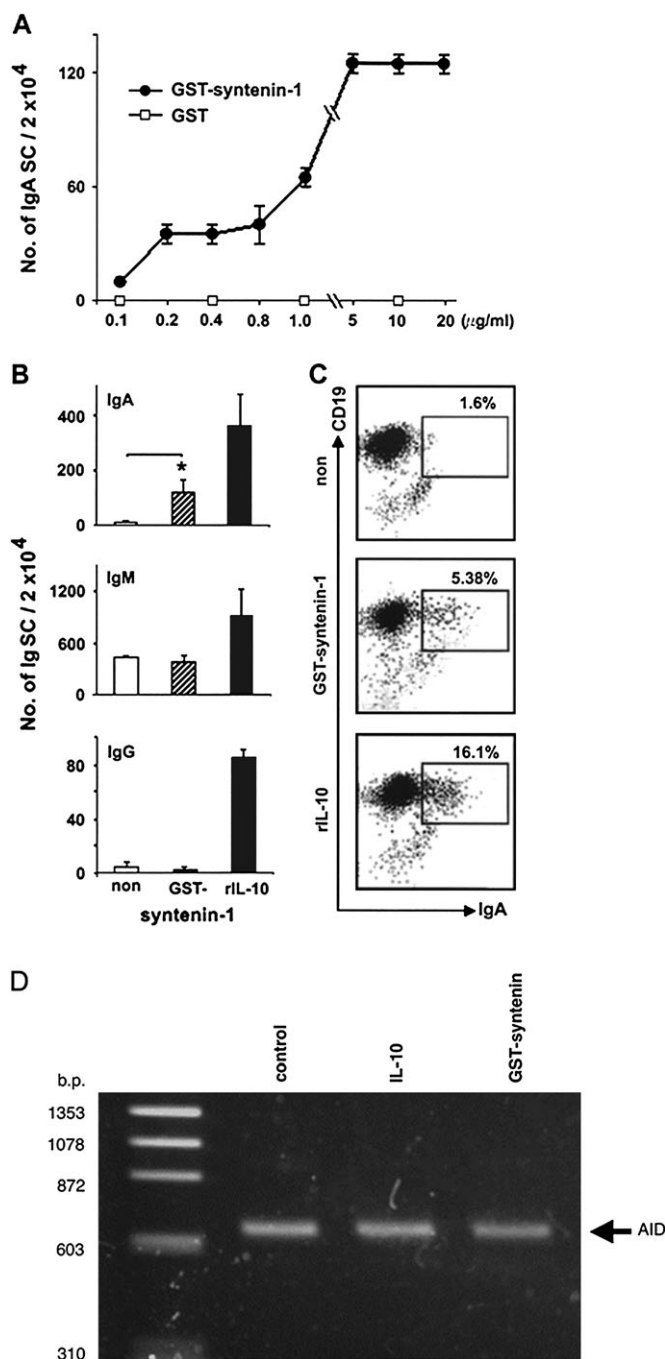 A
No. of IgA SC / 2 x10⁴
120
60
0
GST-syntenin-1
GST
0.1 0.2 0.4 0.8 1.0 5 10 20 (μg/ml)
B
No. of Ig SC / 2 x10⁴
IgA
400
200
0
*
IgM
1200
600
0
IgG
80
40
0
non GST- rIL-10
syntenin-1
C
CD19
non
1.6%
GST-syntenin-1
5.38%
rIL-10
16.1%
IgA
D
control
IL-10
GST-syntenin
b.p.
1353
1078
872
603
310
AID